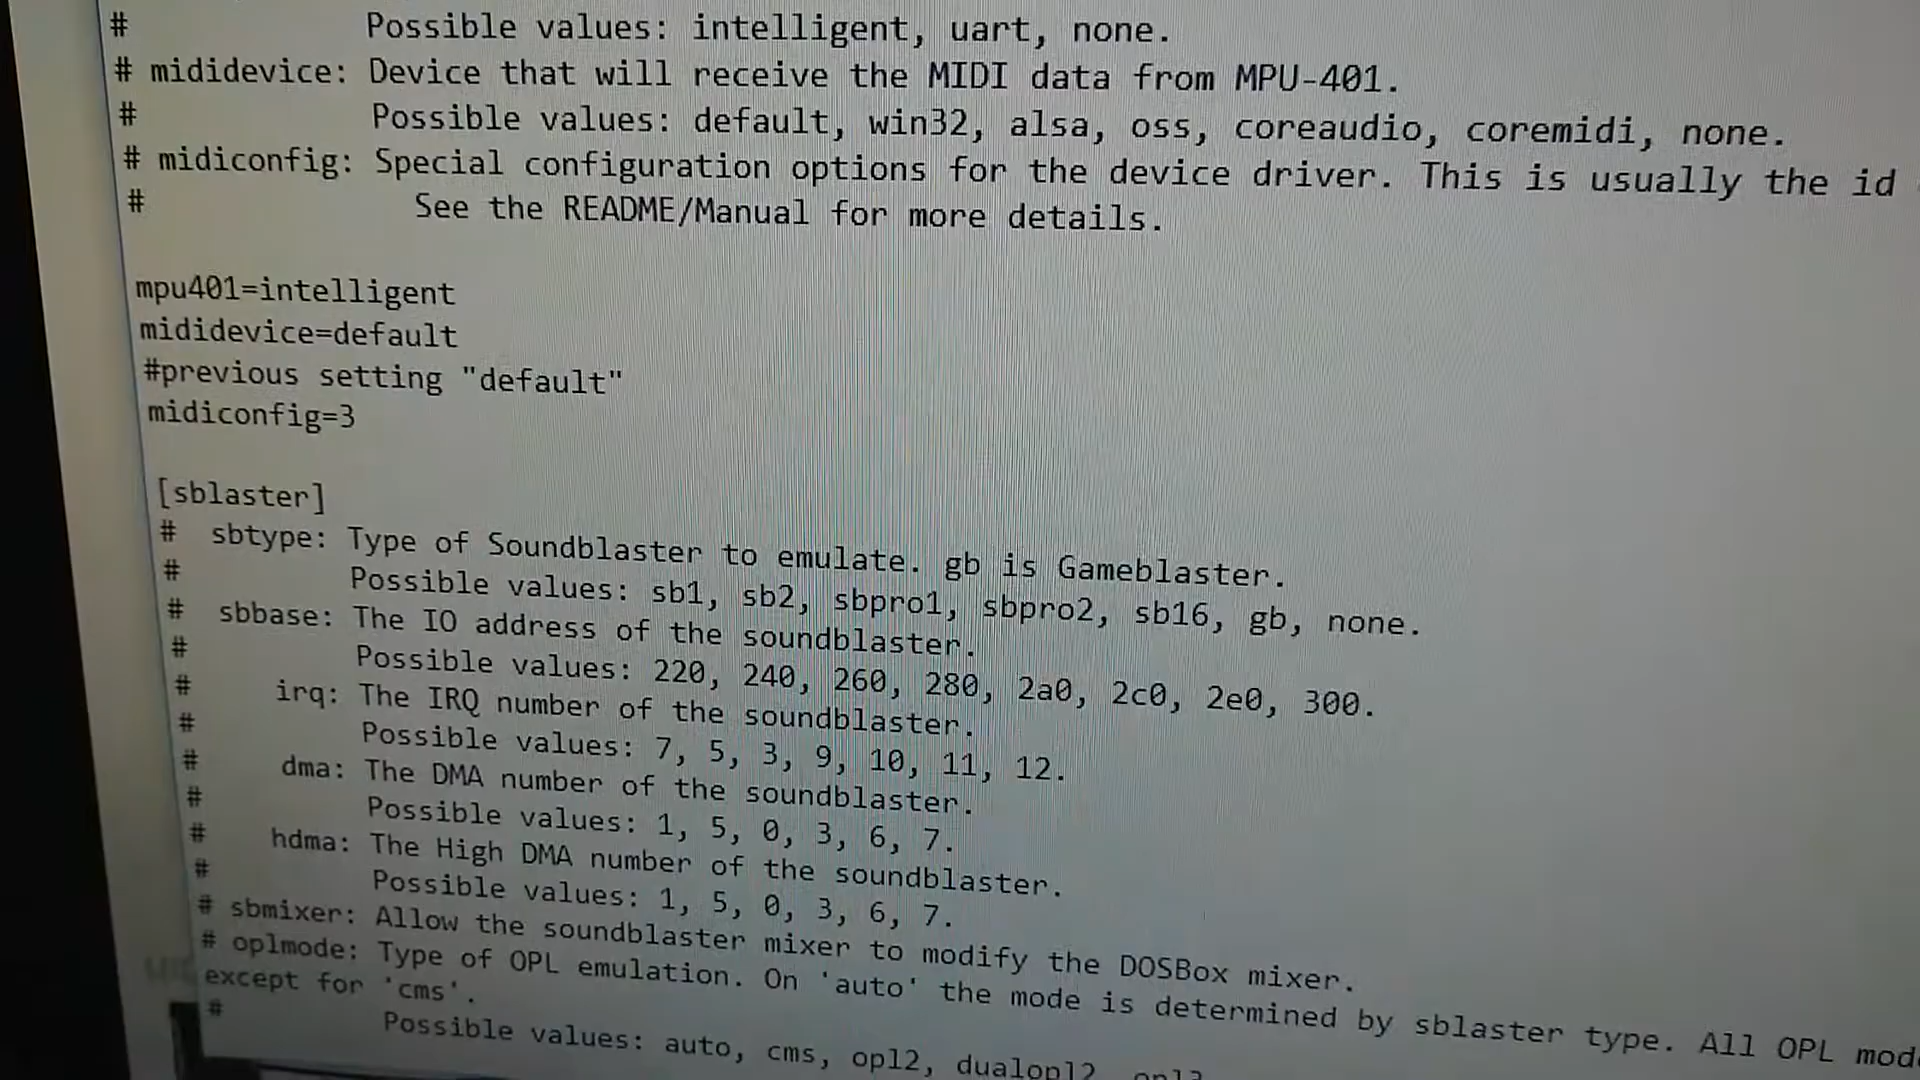 # Possible values: intelligent, uart, none.
# mididevice: Device that will receive the MIDI data from MPU-401.
# Possible values: default, win32, alsa, oss, coreaudio, coremidi, none.
# midiconfig: Special configuration options for the device driver. This is usually the id
# See the README/Manual for more details.
mpu401=intelligent
mididevice=default
#previous setting "default"
midiconfig=3
[sblaster]
# sbtype: Type of Soundblaster to emulate. gb is Gameblaster.
# Possible values: sb1, sb2, sbpro1, sbpro2, sb16, gb, none.
# sbbase: The IO address of the soundblaster.
# Possible values: 220, 240, 260, 280, 2a0, 2c0, 2e0, 300.
# irq: The IRQ number of the soundblaster.
# Possible values: 7, 5, 3, 9, 10, 11, 12.
# dma: The DMA number of the soundblaster.
# Possible values: 1, 5, 0, 3, 6, 7.
# hdma: The High DMA number of the soundblaster.
# Possible values: 1, 5, 0, 3, 6, 7.
# sbmixer: Allow the soundblaster mixer to modify the DOSBox mixer.
# oplmode: Type of OPL emulation. On 'auto' the mode is determined by sblaster type. All OPL mod
except for 'cms'.
# Possible values: auto, cms, opl2, dualopl2, opl3